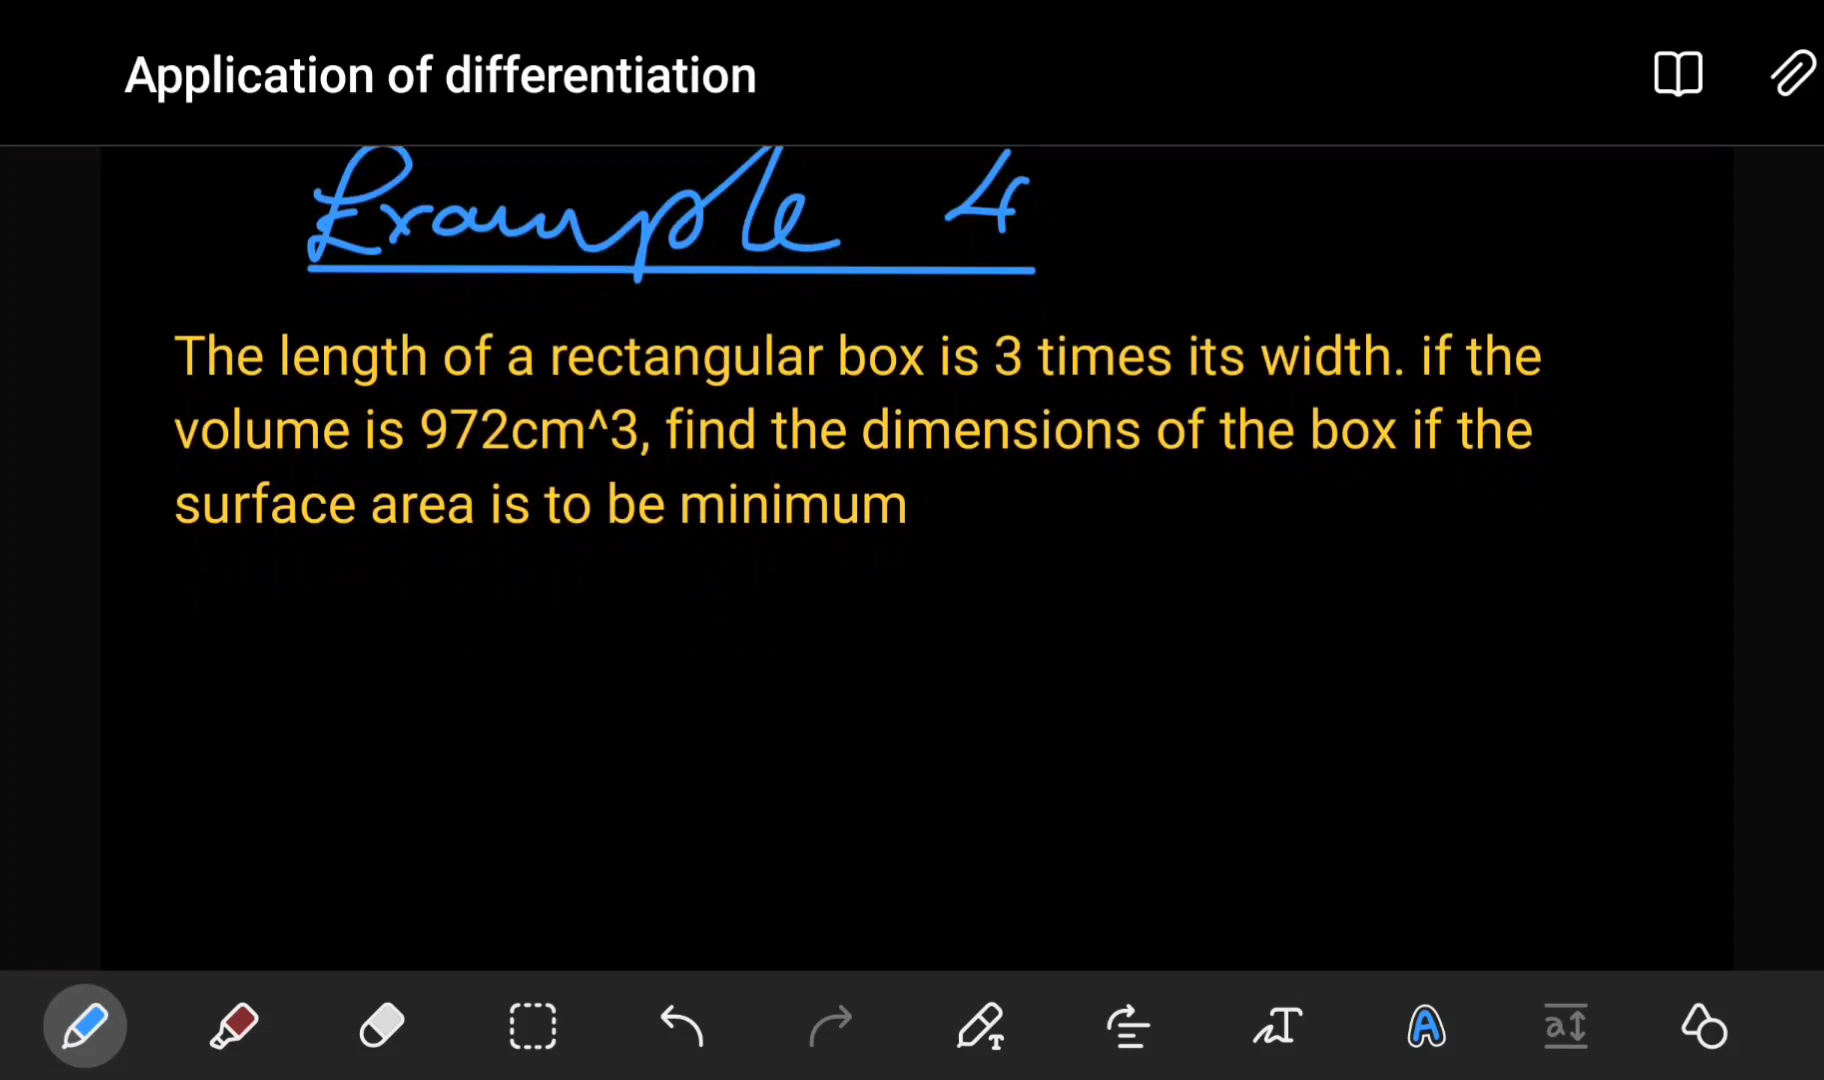 Application of differentiation
Example 4
The length of a rectangular box is 3 times its width. if the
volume is 972cm^3, find the dimensions of the box if the
surface area is to be minimum